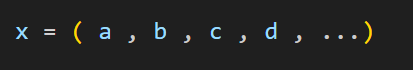 x = ( a , b , c , d , ...)